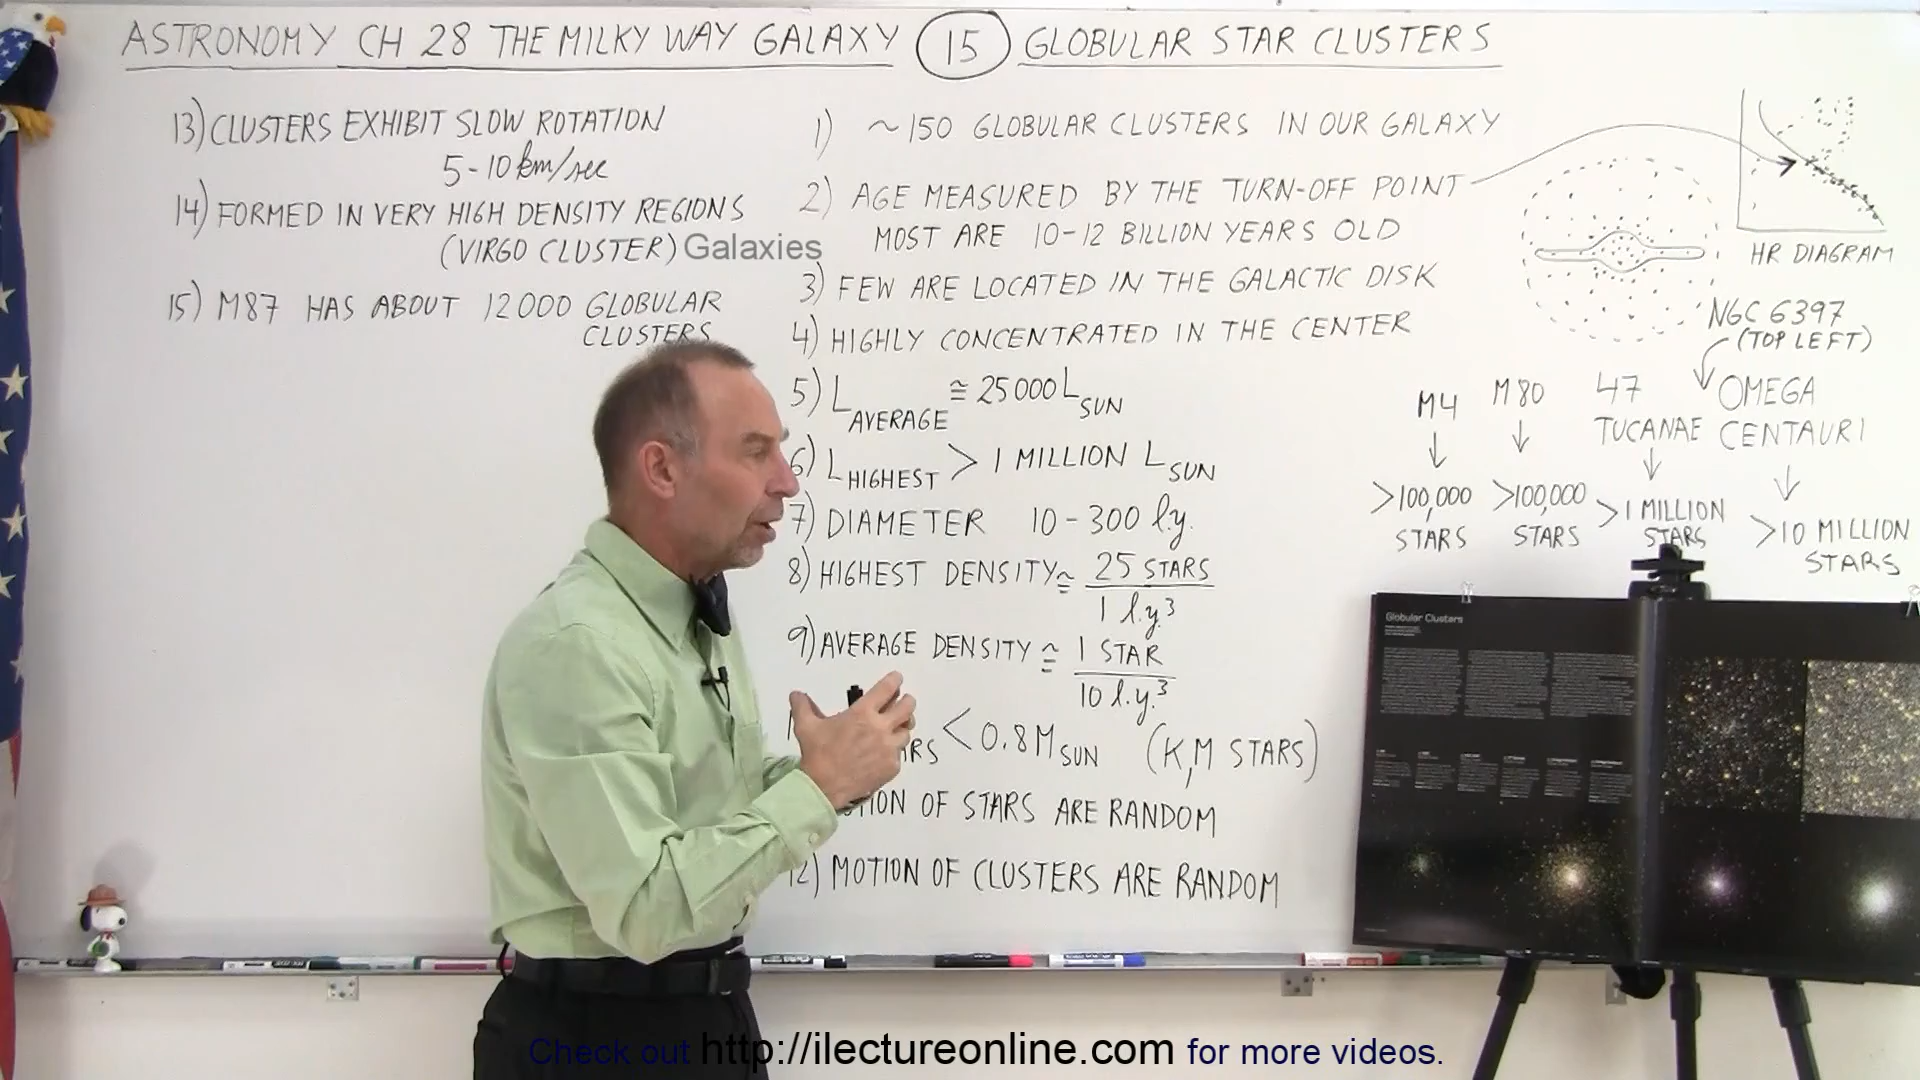 ASTRONOMY CH 28 THE MILKY WAY GALAXY 15 GLOBULAR STAR CLUSTERS
13) CLUSTERS EXHIBIT SLOW ROTATION
5-10 km/sec
14) FORMED IN VERY HIGH DENSITY REGIONS
(VIRGO CLUSTER) Galaxies
15) M87 HAS ABOUT 12000 GLOBULAR
CLUSTERS
1) ~150 GLOBULAR CLUSTERS IN OUR GALAXY
2) AGE MEASURED BY THE TURN-OFF POINT
MOST ARE 10-12 BILLION YEARS OLD
3) FEW ARE LOCATED IN THE GALACTIC DISK
4) HIGHLY CONCENTRATED IN THE CENTER
5) L AVERAGE ≅ 25000 L SUN
6) L HIGHEST > 1 MILLION L SUN
7) DIAMETER 10-300 l.y.
8) HIGHEST DENSITY ≅ 25 STARS
1 l.y.³
9) AVERAGE DENSITY ≅ 1 STAR
10 l.y.³
< 0.8 M SUN (K,M STARS)
OF STARS ARE RANDOM
12) MOTION OF CLUSTERS ARE RANDOM
HR DIAGRAM
NGC 6397
(TOP LEFT)
M4
M80
47
TUCANAE
OMEGA
CENTAURI
>100,000
STARS
>100,000
STARS
>1 MILLION
STARS
>10 MILLION
STARS
Globular Clusters
Check out http://ilectureonline.com for more videos.